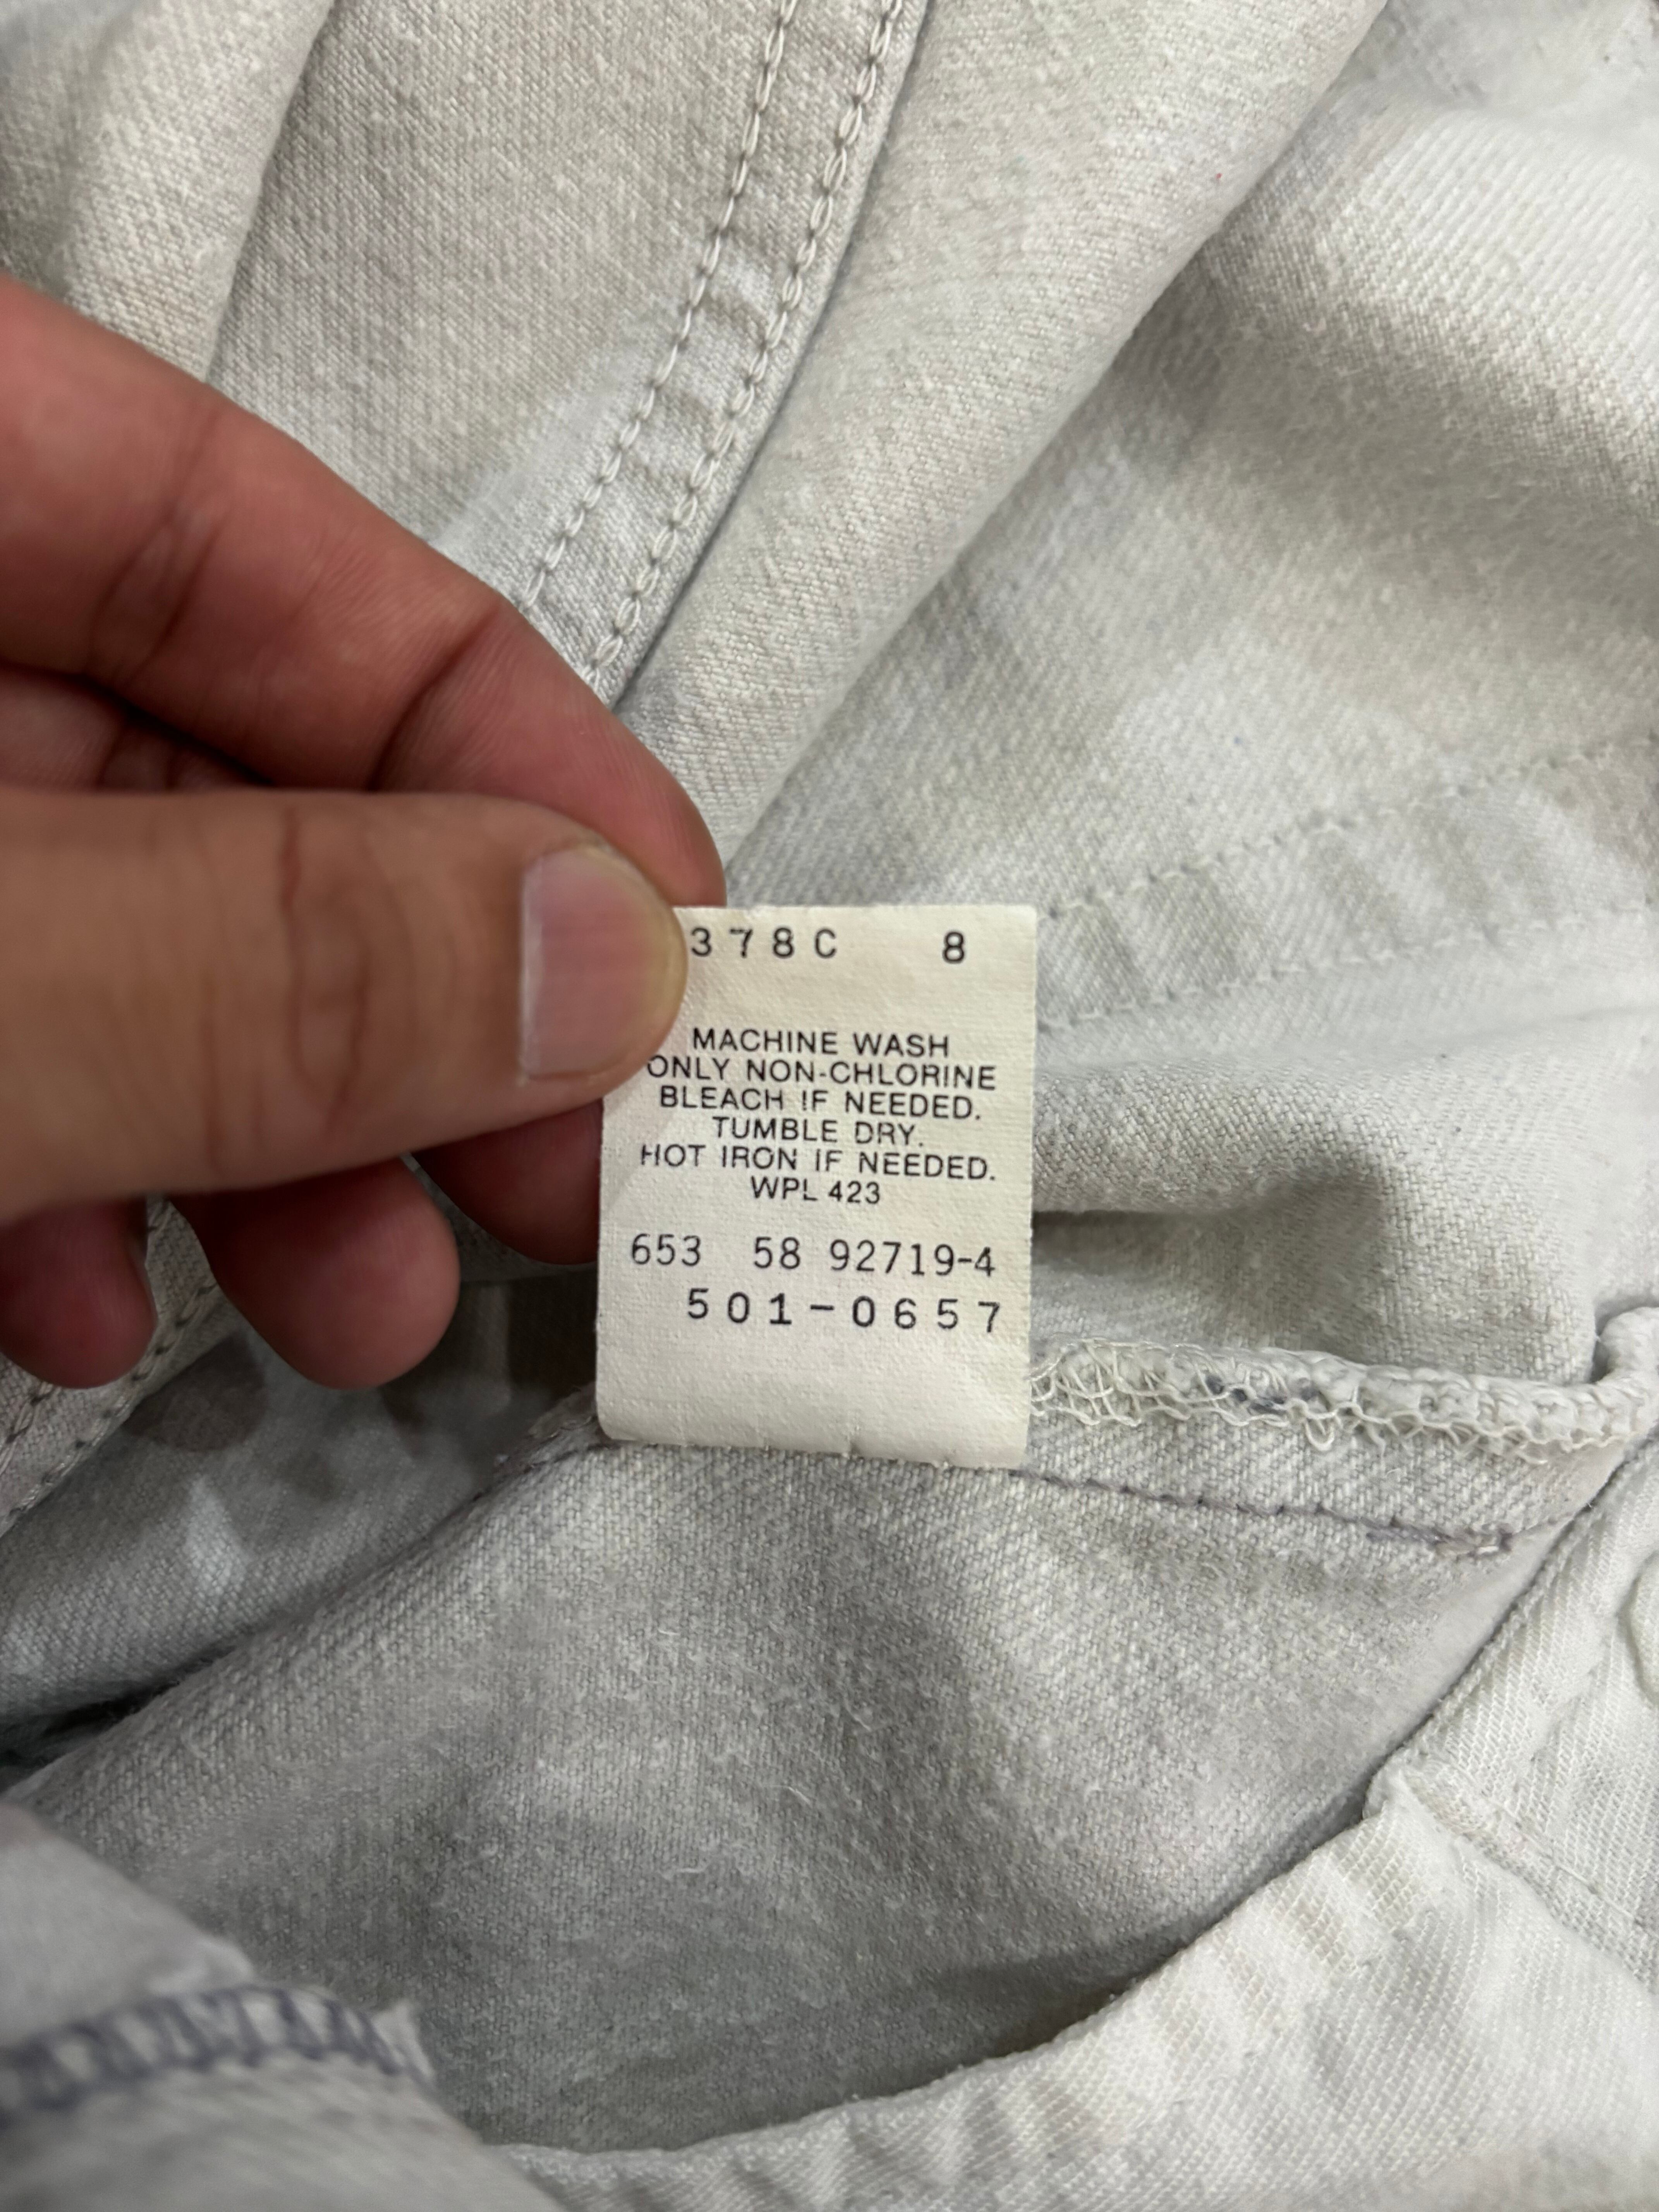 378C 8
MACHINE WASH
ONLY NON-CHLORINE
BLEACH IF NEEDED.
TUMBLE DRY.
HOT IRON IF NEEDED.
WPL 423
653 58 92719-4
501-0657